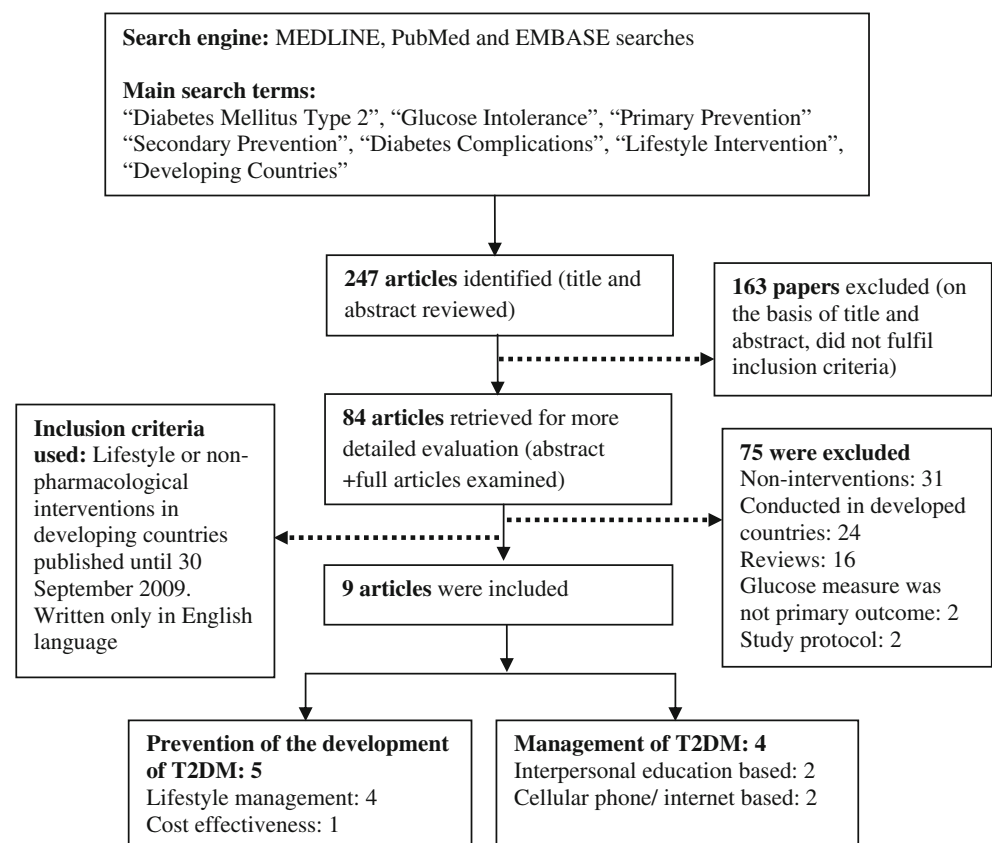 Search engine: MEDLINE, PubMed and EMBASE searches
Main search terms:
“Diabetes Mellitus Type 2”, “Glucose Intolerance”, “Primary Prevention”
“Secondary Prevention”, “Diabetes Complications”, “Lifestyle Intervention”,
“Developing Countries”
247 articles identified (title and
abstract reviewed)
163 papers excluded (on
the basis of title and
abstract, did not fulfil
inclusion criteria)
84 articles retrieved for more
detailed evaluation (abstract
+full articles examined)
Inclusion criteria
used: Lifestyle or non-
pharmacological
interventions in
developing countries
published until 30
September 2009.
Written only in English
language
75 were excluded
Non-interventions: 31
Conducted in developed
countries: 24
Reviews: 16
Glucose measure was
not primary outcome: 2
Study protocol: 2
9 articles were included
Prevention of the development
of T2DM: 5
Lifestyle management: 4
Cost effectiveness: 1
Management of T2DM: 4
Interpersonal education based: 2
Cellular phone/ internet based: 2